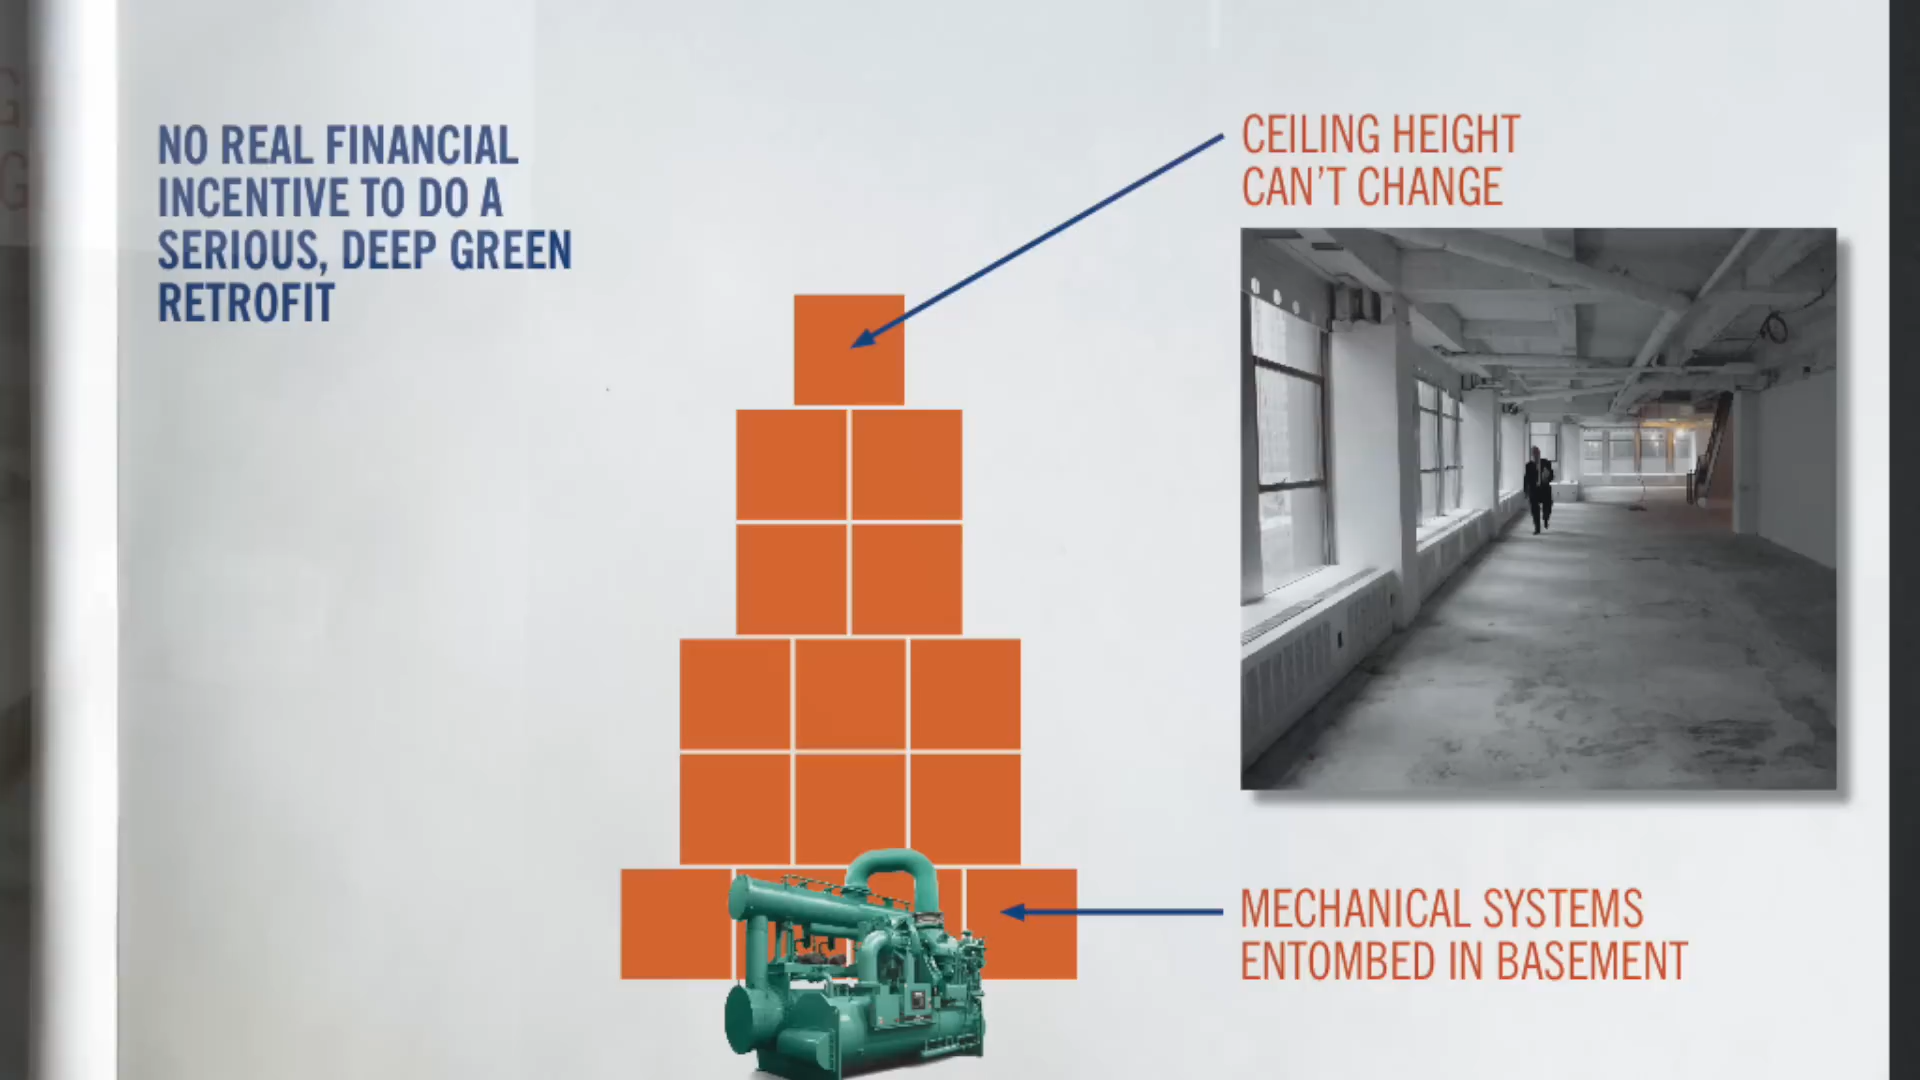 NO REAL FINANCIAL
INCENTIVE TO DO A
SERIOUS, DEEP GREEN
RETROFIT
CEILING HEIGHT
CAN'T CHANGE
MECHANICAL SYSTEMS
ENTOMBED IN BASEMENT